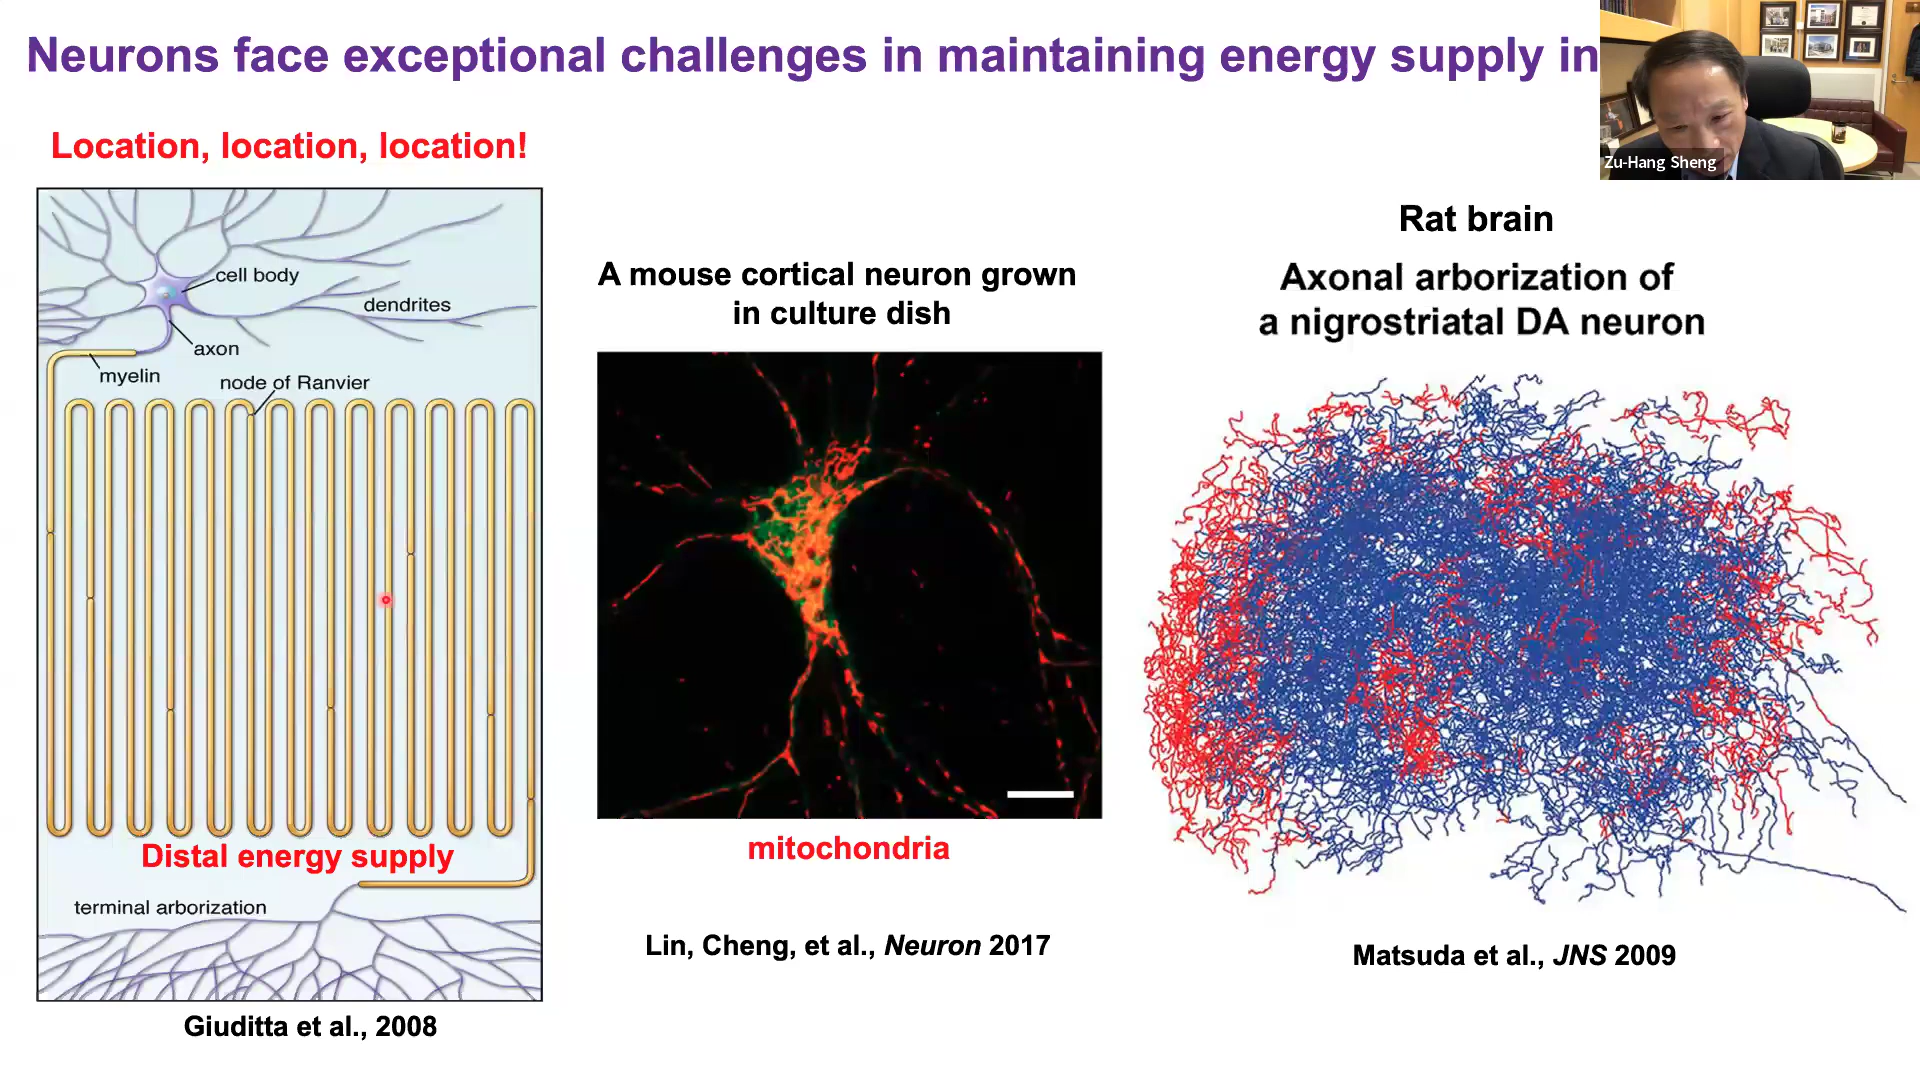 Neurons face exceptional challenges in maintaining energy supply in
Zu-Hang Sheng
Location, location, location!
cell body
dendrites
axon
myelin
node of Ranvier
Distal energy supply
terminal arborization
Giuditta et al., 2008
A mouse cortical neuron grown
in culture dish
mitochondria
Lin, Cheng, et al., Neuron 2017
Rat brain
Axonal arborization of
a nigrostriatal DA neuron
Matsuda et al., JNS 2009